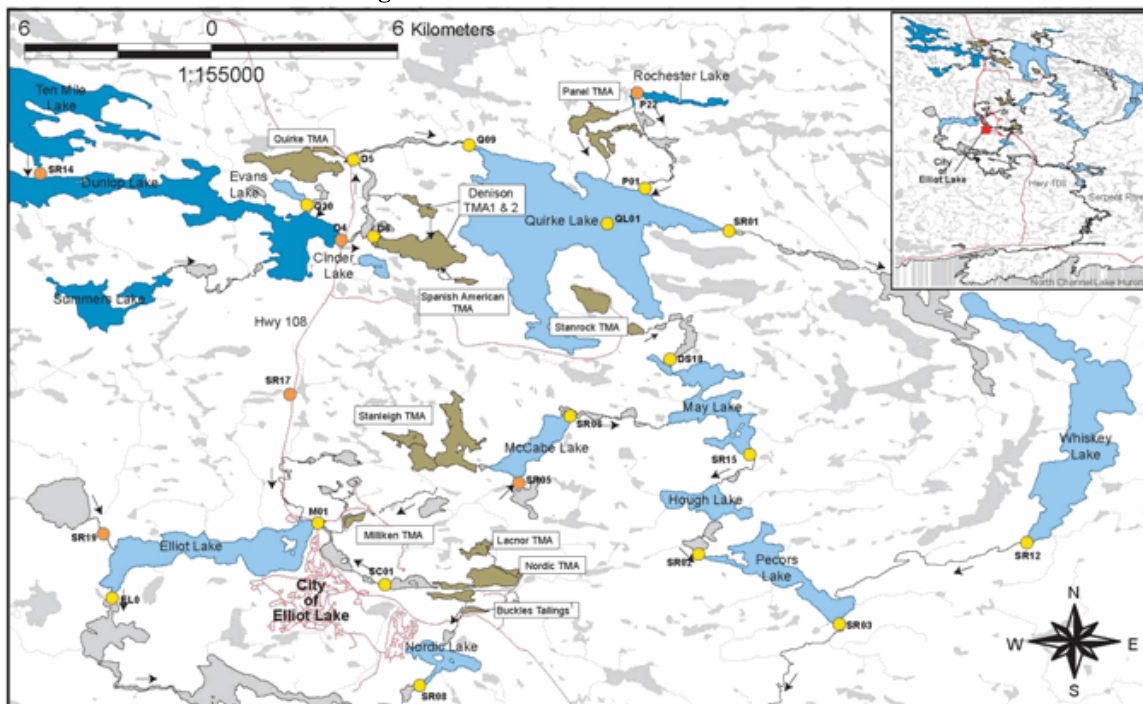 6 0 6 Kilometers
1:155000
Ten Mile
Lake
SR14
Dunlop Lake
Quirke TMA
Evans
Lake
Q20
D5
Q09
D4
D6
Cinder
Lake
Denison
TMA1 & 2
Summers Lake
Spanish American
TMA
Hwy 108
SR17
Panel TMA
Rochester Lake
P22
P01
Quirke Lake
QL01
SR01
Stanrock TMA
DS18
May Lake
SR15
Stanleigh TMA
SR06
McCabe Lake
SR05
Hough Lake
SR02
Pecors
Lake
SR03
Whiskey
Lake
SR12
SR19
Elliot Lake
M01
Milliken TMA
EL0
SC01
City
of
Elliot Lake
Lacnor TMA
Nordic TMA
Buckles Tailings
Nordic Lake
SR08
City
of
Elliot Lake
Hwy 108
Serpent River
North Channel Lake Huron
N
W E
S